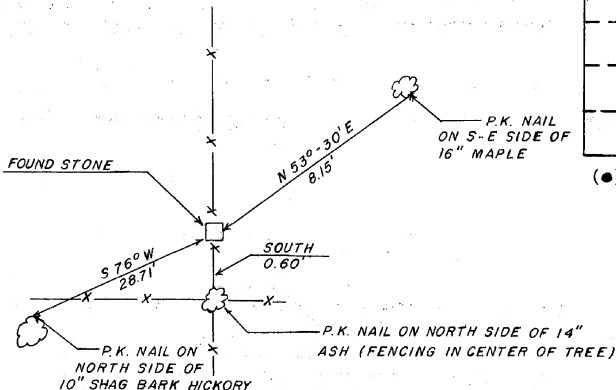 P.K. NAIL
ON S-E SIDE OF
16" MAPLE
N 53°-30' E
8.15'
FOUND STONE
S 76° W
28.71'
SOUTH
0.60'
P.K. NAIL ON NORTH SIDE OF 14"
ASH (FENCING IN CENTER OF TREE)
P.K. NAIL ON
NORTH SIDE OF
10" SHAG BARK HICKORY